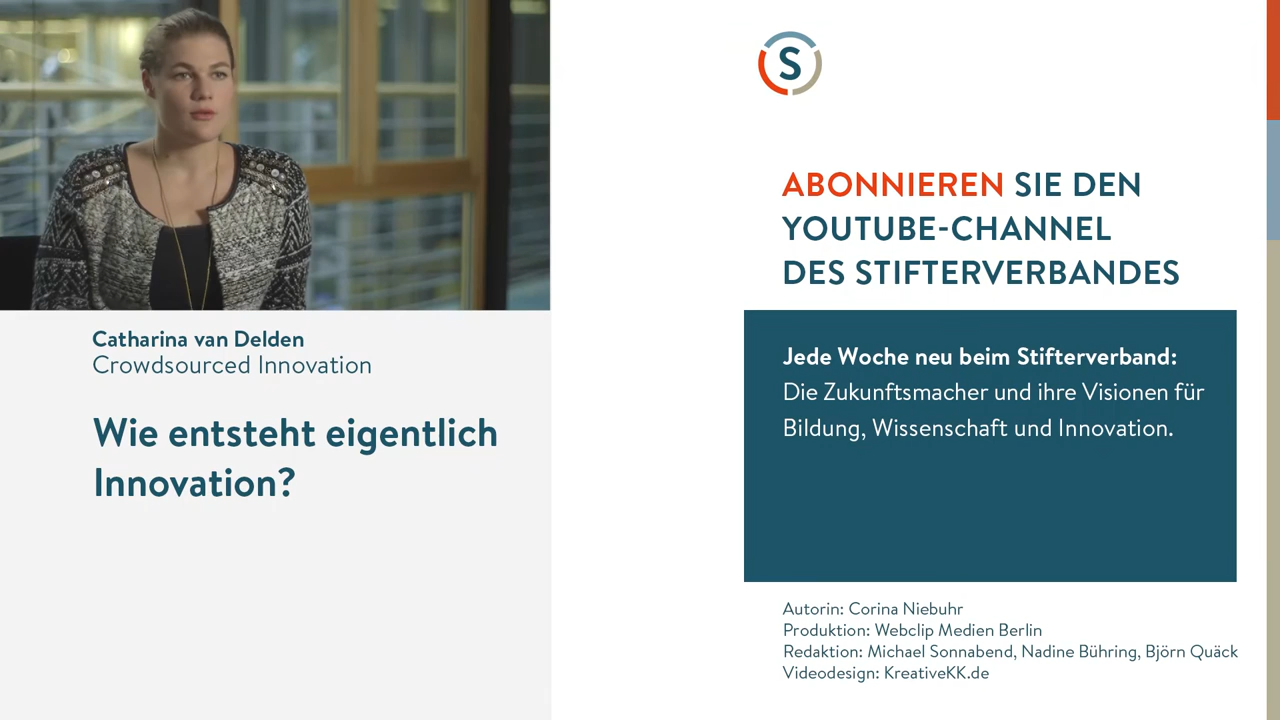 Catharina van Delden
Crowdsourced Innovation
Wie entsteht eigentlich
Innovation?
S
ABONNIEREN SIE DEN
YOUTUBE-CHANNEL
DES STIFTERVERBANDES
Jede Woche neu beim Stifterverband:
Die Zukunftsmacher und ihre Visionen für
Bildung, Wissenschaft und Innovation.
Autorin: Corina Niebuhr
Produktion: Webclip Medien Berlin
Redaktion: Michael Sonnabend, Nadine Bühring, Björn Quäck
Videodesign: KreativeKK.de